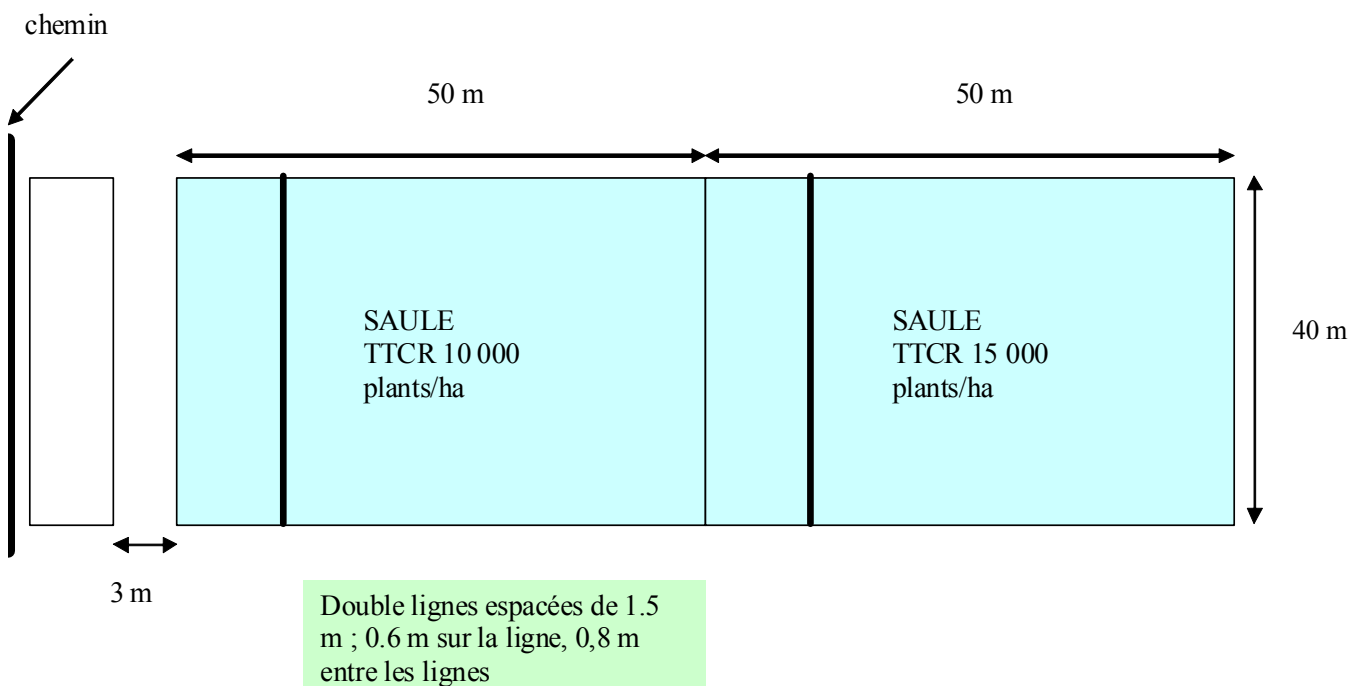 chemin
50 m
50 m
SAULE
TTCR 10 000
plants/ha
SAULE
TTCR 15 000
plants/ha
40 m
3 m
Double lignes espacées de 1.5
m ; 0.6 m sur la ligne, 0,8 m
entre les lignes